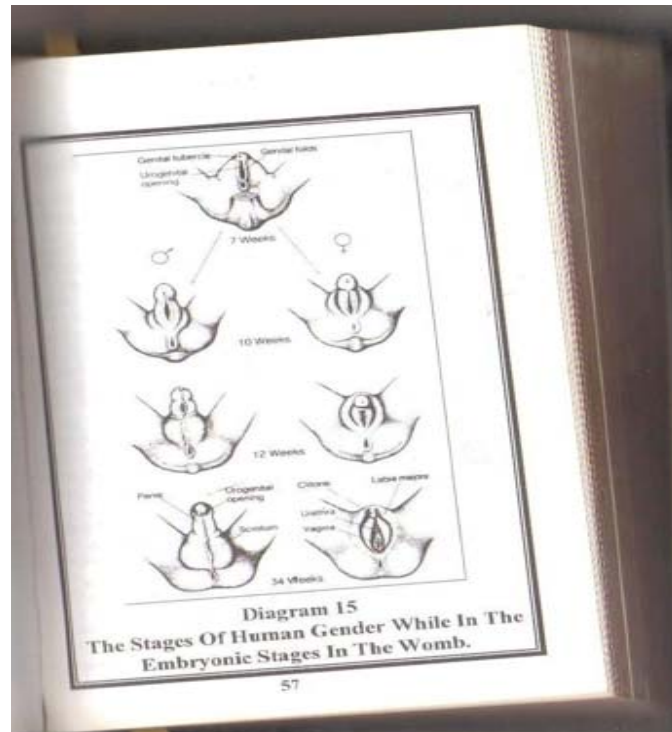 Genital tubercle
Genital folds
Urogenital
opening
7 Weeks
♂
♀
10 Weeks
12 Weeks
Penis
Urogenital
opening
Scrotum
Clitoris
Labia majora
Urethra
Vagina
34 Weeks
Diagram 15
The Stages Of Human Gender While In The
Embryonic Stages In The Womb.
57